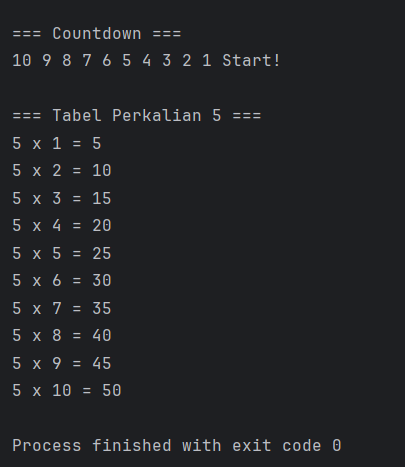 === Countdown ===
10 9 8 7 6 5 4 3 2 1 Start!
=== Tabel Perkalian 5 ===
5 x 1 = 5
5 x 2 = 10
5 x 3 = 15
5 x 4 = 20
5 x 5 = 25
5 x 6 = 30
5 x 7 = 35
5 x 8 = 40
5 x 9 = 45
5 x 10 = 50
Process finished with exit code 0